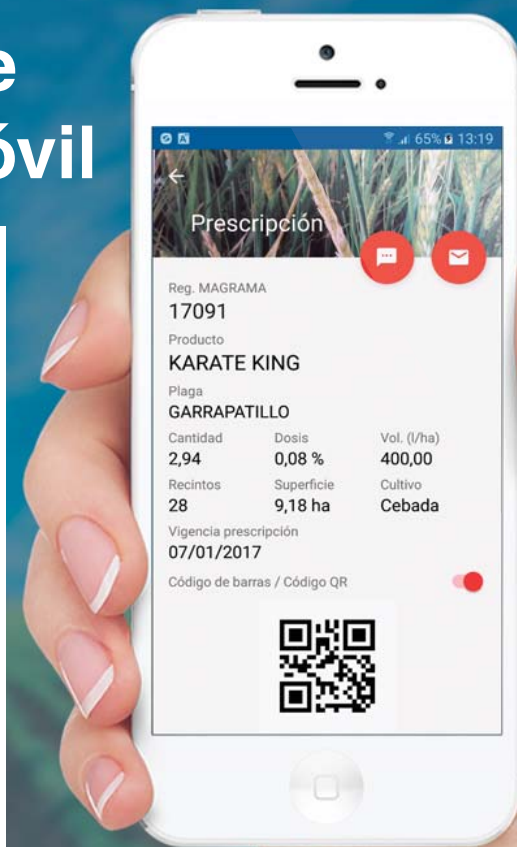 e
óvil
65% 13:19
Prescripción
Reg. MAGRAMA
17091
Producto
KARATE KING
Plaga
GARRAPATILLO
Cantidad Dosis Vol. (l/ha)
2,94 0,08 % 400,00
Recintos Superficie Cultivo
28 9,18 ha Cebada
Vigencia prescripción
07/01/2017
Código de barras / Código QR